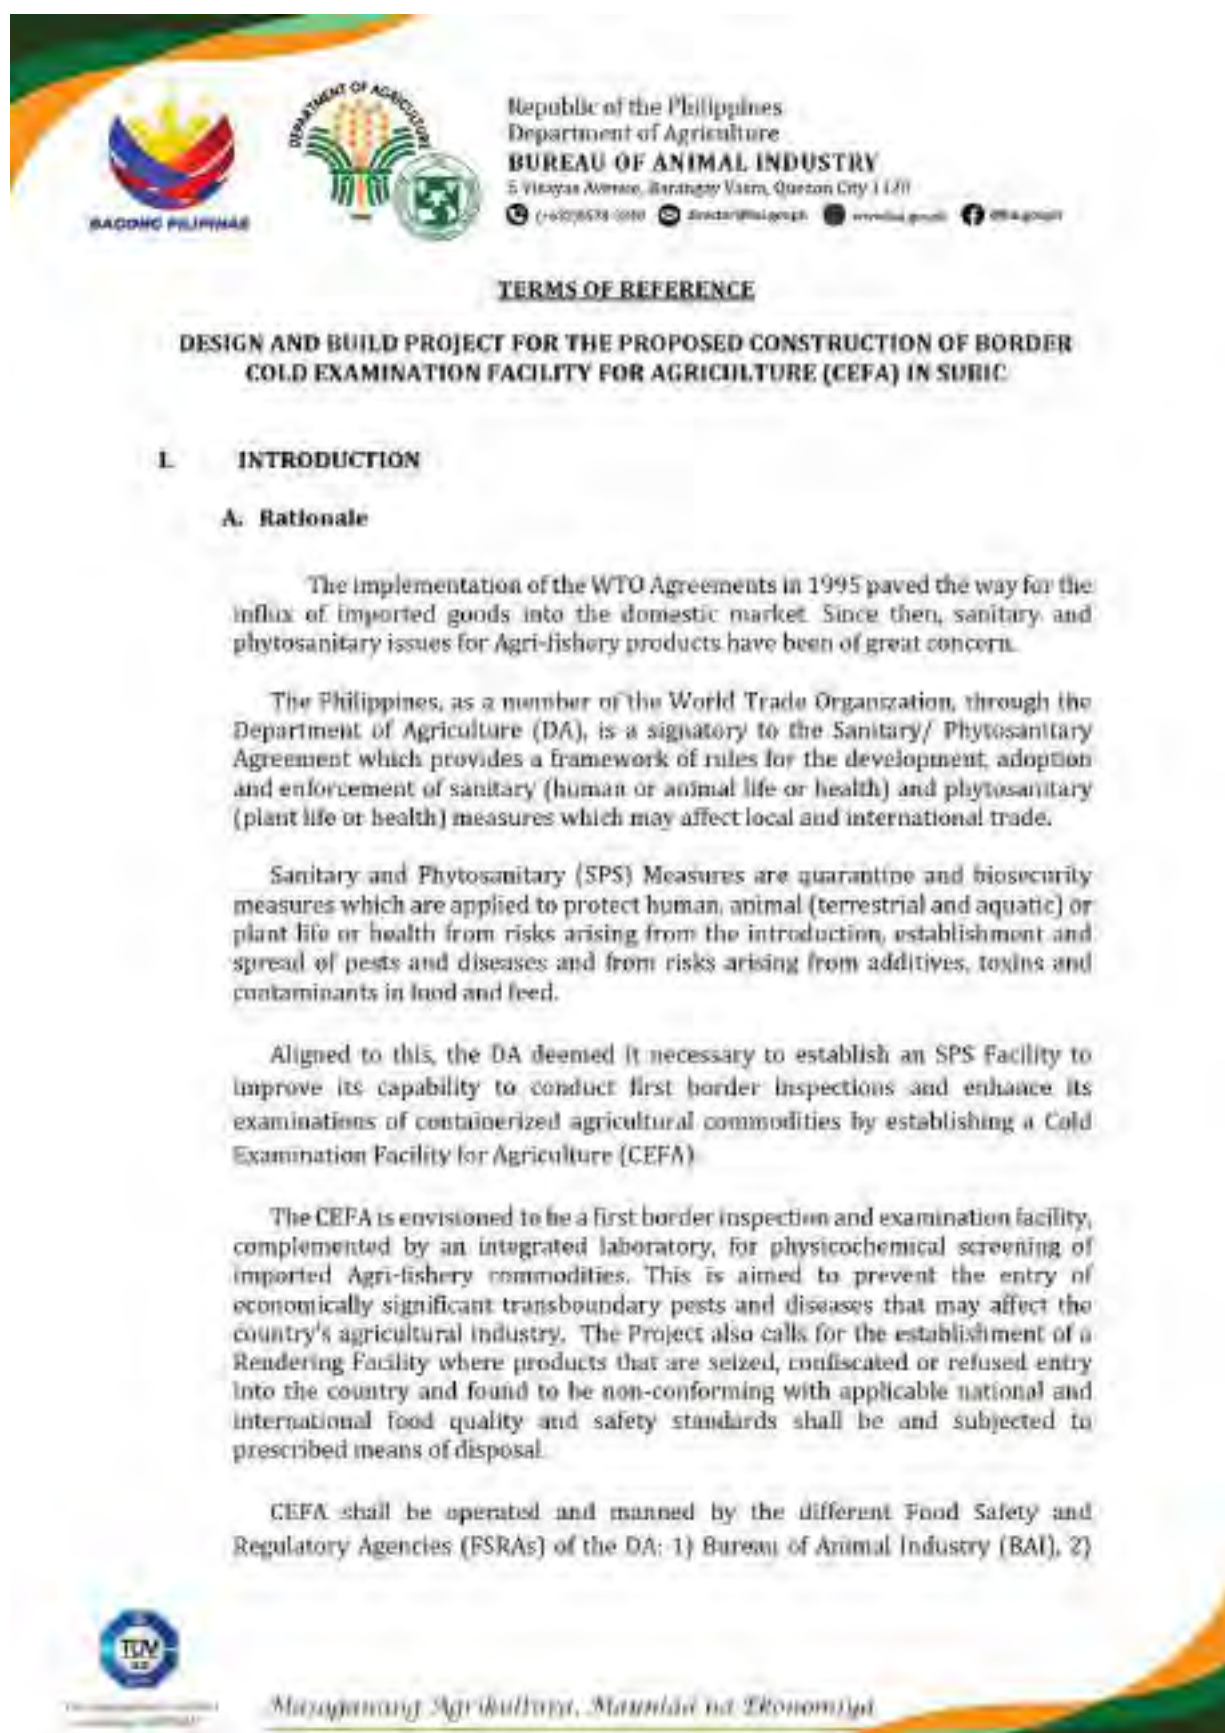 BAGONG PILIPINAS
DEPARTMENT OF AGRICULTURE
Republic of the Philippines
Department of Agriculture
BUREAU OF ANIMAL INDUSTRY
Visayas Avenue, Barangay Vasra, Quezon City
TERMS OF REFERENCE
DESIGN AND BUILD PROJECT FOR THE PROPOSED CONSTRUCTION OF BORDER
COLD EXAMINATION FACILITY FOR AGRICULTURE (CEFA) IN SUBIC
I. INTRODUCTION
A. Rationale
The implementation of the WTO Agreements in 1995 paved the way for the
influx of imported goods into the domestic market. Since then, sanitary and
phytosanitary issues for Agri-fishery products have been of great concern.
The Philippines, as a member of the World Trade Organization, through the
Department of Agriculture (DA), is a signatory to the Sanitary/ Phytosanitary
Agreement which provides a framework of rules for the development, adoption
and enforcement of sanitary (human or animal life or health) and phytosanitary
(plant life or health) measures which may affect local and international trade.
Sanitary and Phytosanitary (SPS) Measures are quarantine and biosecurity
measures which are applied to protect human, animal (terrestrial and aquatic) or
plant life or health from risks arising from the introduction, establishment and
spread of pests and diseases and from risks arising from additives, toxins and
contaminants in food and feed.
Aligned to this, the DA deemed it necessary to establish an SPS Facility to
improve its capability to conduct first border inspections and enhance its
examinations of containerized agricultural commodities by establishing a Cold
Examination Facility for Agriculture (CEFA)
The CEFA is envisioned to be a first border inspection and examination facility,
complemented by an integrated laboratory, for physicochemical screening of
imported Agri-fishery commodities. This is aimed to prevent the entry of
economically significant transboundary pests and diseases that may affect the
country's agricultural industry. The Project also calls for the establishment of a
Rendering Facility where products that are seized, confiscated or refused entry
into the country and found to be non-conforming with applicable national and
international food quality and safety standards shall be and subjected to
prescribed means of disposal.
CEFA shall be operated and manned by the different Food Safety and
Regulatory Agencies (FSRAs) of the DA: 1) Bureau of Animal Industry (BAI), 2)
TÜV
Masaganang Agrikultura, Maunlad na Ekonomiya